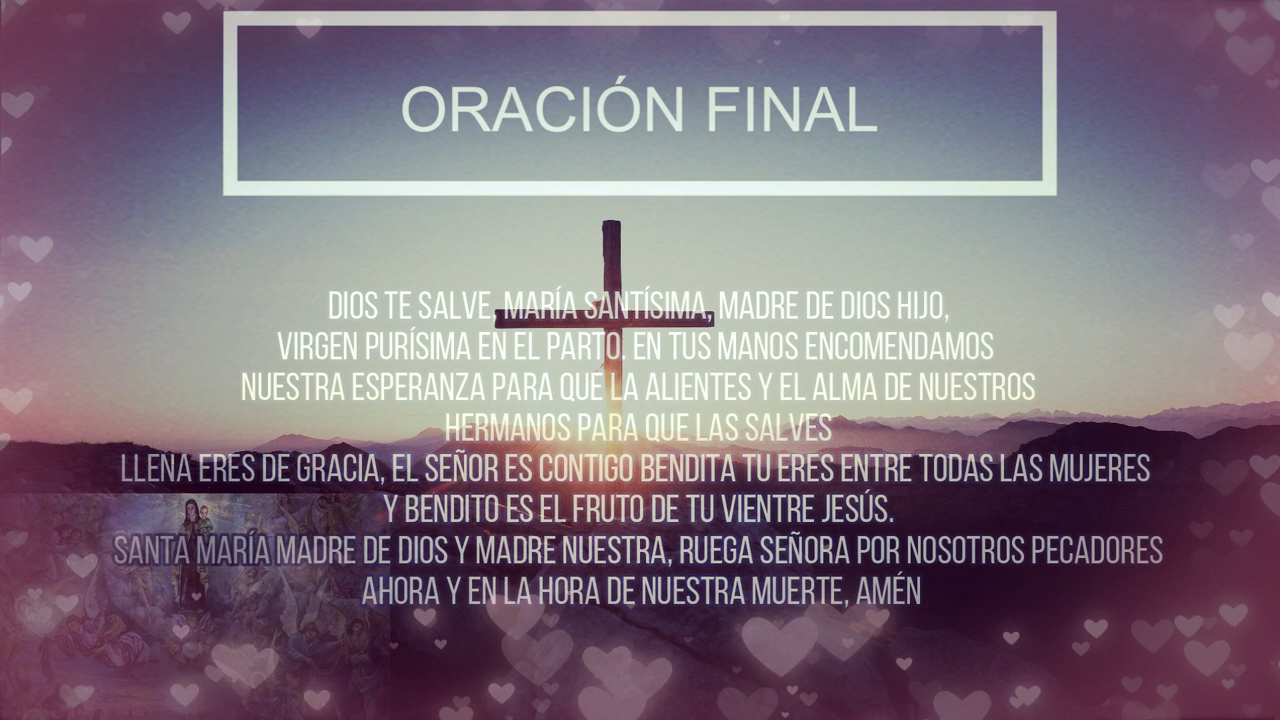 ORACIÓN FINAL
DIOS TE SALVE, MARÍA SANTÍSIMA, MADRE DE DIOS HIJO,
VIRGEN PURÍSIMA EN EL PARTO. EN TUS MANOS ENCOMENDAMOS
NUESTRA ESPERANZA PARA QUE LA ALIENTES Y EL ALMA DE NUESTROS
HERMANOS PARA QUE LAS SALVES
LLENA ERES DE GRACIA, EL SEÑOR ES CONTIGO BENDITA TU ERES ENTRE TODAS LAS MUJERES
Y BENDITO ES EL FRUTO DE TU VIENTRE JESÚS.
SANTA MARÍA MADRE DE DIOS Y MADRE NUESTRA, RUEGA SEÑORA POR NOSOTROS PECADORES
AHORA Y EN LA HORA DE NUESTRA MUERTE, AMÉN